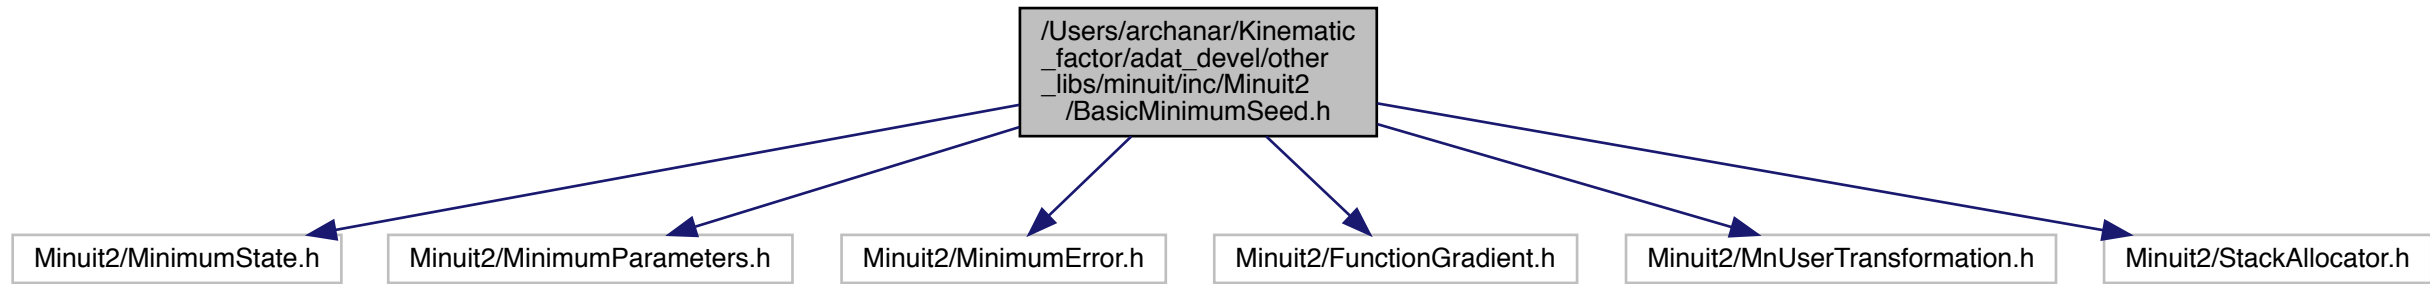 /Users/archanar/Kinematic
_factor/adat_devel/other
_libs/minuit/inc/Minuit2
/BasicMinimumSeed.h
Minuit2/MinimumState.h
Minuit2/MinimumParameters.h
Minuit2/MinimumError.h
Minuit2/FunctionGradient.h
Minuit2/MnUserTransformation.h
Minuit2/StackAllocator.h